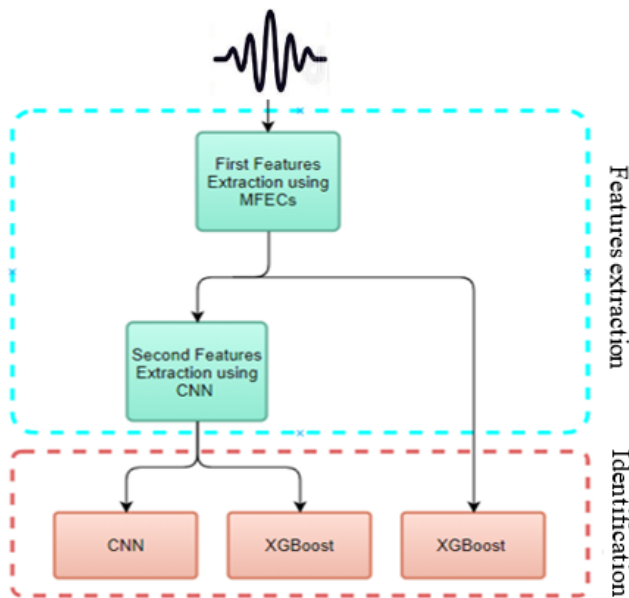 First Features
Extraction using
MFECs
Features extraction
Second Features
Extraction using
CNN
Identification
CNN
XGBoost
XGBoost